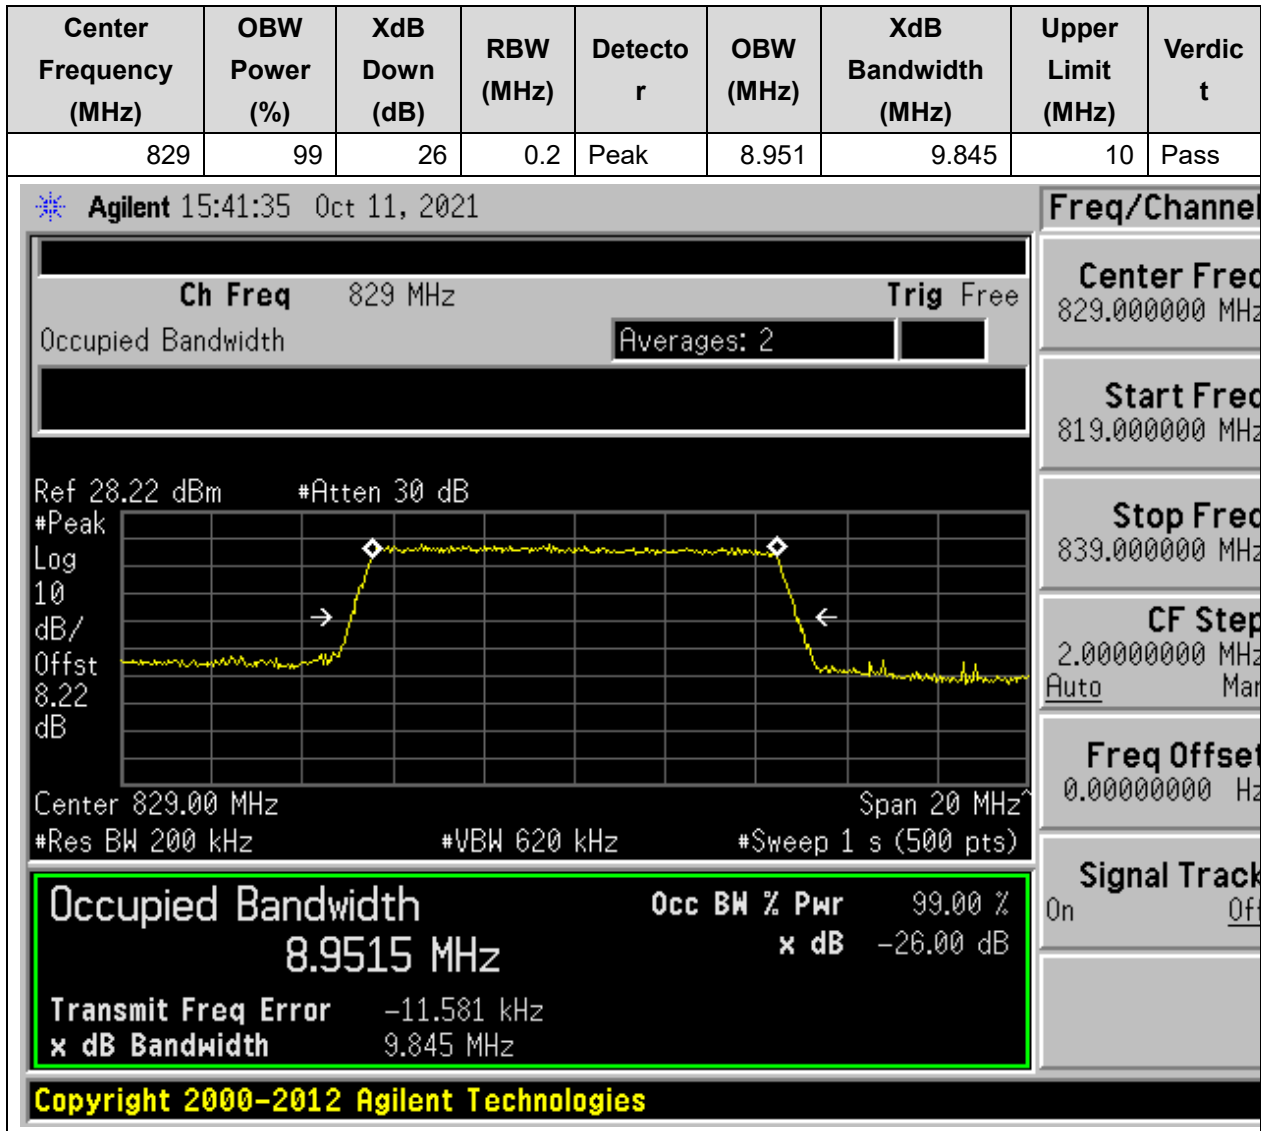 Center Frequency (MHz) OBW Power (%) XdB Down (dB) RBW (MHz) Detector OBW (MHz) XdB Bandwidth (MHz) Upper Limit (MHz) Verdict
829 99 26 0.2 Peak 8.951 9.845 10 Pass
Agilent 15:41:35 Oct 11, 2021 Freq/Channel
Ch Freq 829 MHz Trig Free
Occupied Bandwidth Averages: 2
Center Freq
829.000000 MHz
Start Freq
819.000000 MHz
Stop Freq
839.000000 MHz
CF Step
2.00000000 MHz
Auto Man
Freq Offset
0.00000000 Hz
Signal Track
On Off
Ref 28.22 dBm #Atten 30 dB
#Peak
Log
10
dB/
Offst
8.22
dB
Center 829.00 MHz Span 20 MHz^
#Res BW 200 kHz #VBW 620 kHz #Sweep 1 s (500 pts)
Occupied Bandwidth
8.9515 MHz
Occ BW % Pwr 99.00 %
x dB -26.00 dB
Transmit Freq Error -11.581 kHz
x dB Bandwidth 9.845 MHz
Copyright 2000-2012 Agilent Technologies